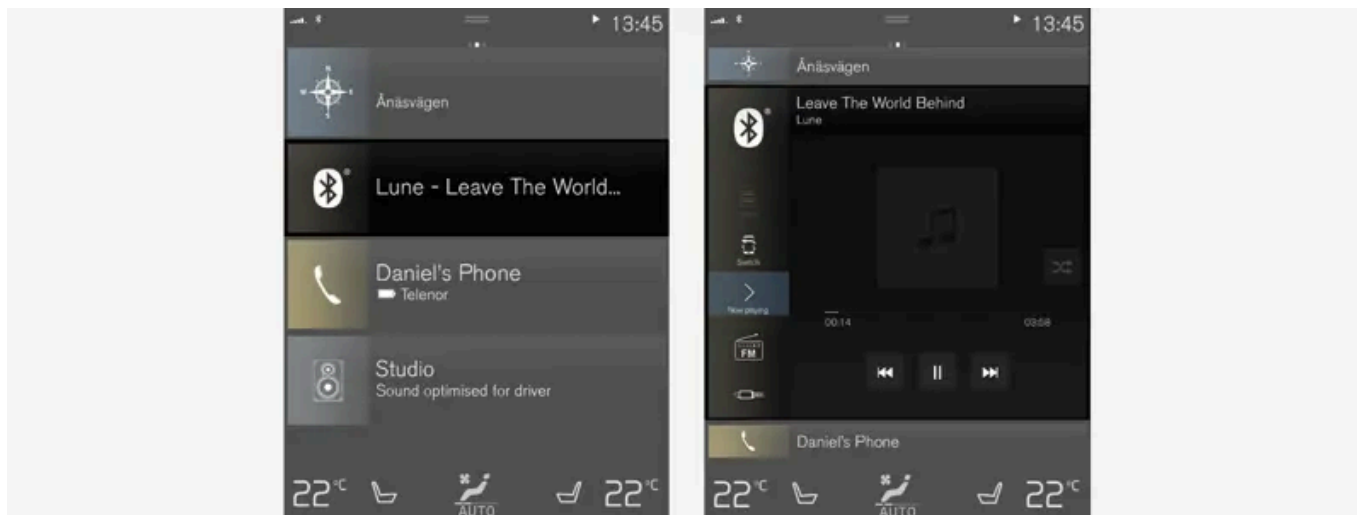 13:45
Ånäsvägen
Lune - Leave The World...
Daniel's Phone
Telenor
Studio
Sound optimised for driver
22°C
AUTO
22°C
13:45
Ånäsvägen
Leave The World Behind
Lune
Switch
Now playing
00:14
03:58
FM
Daniel's Phone
22°C
AUTO
22°C